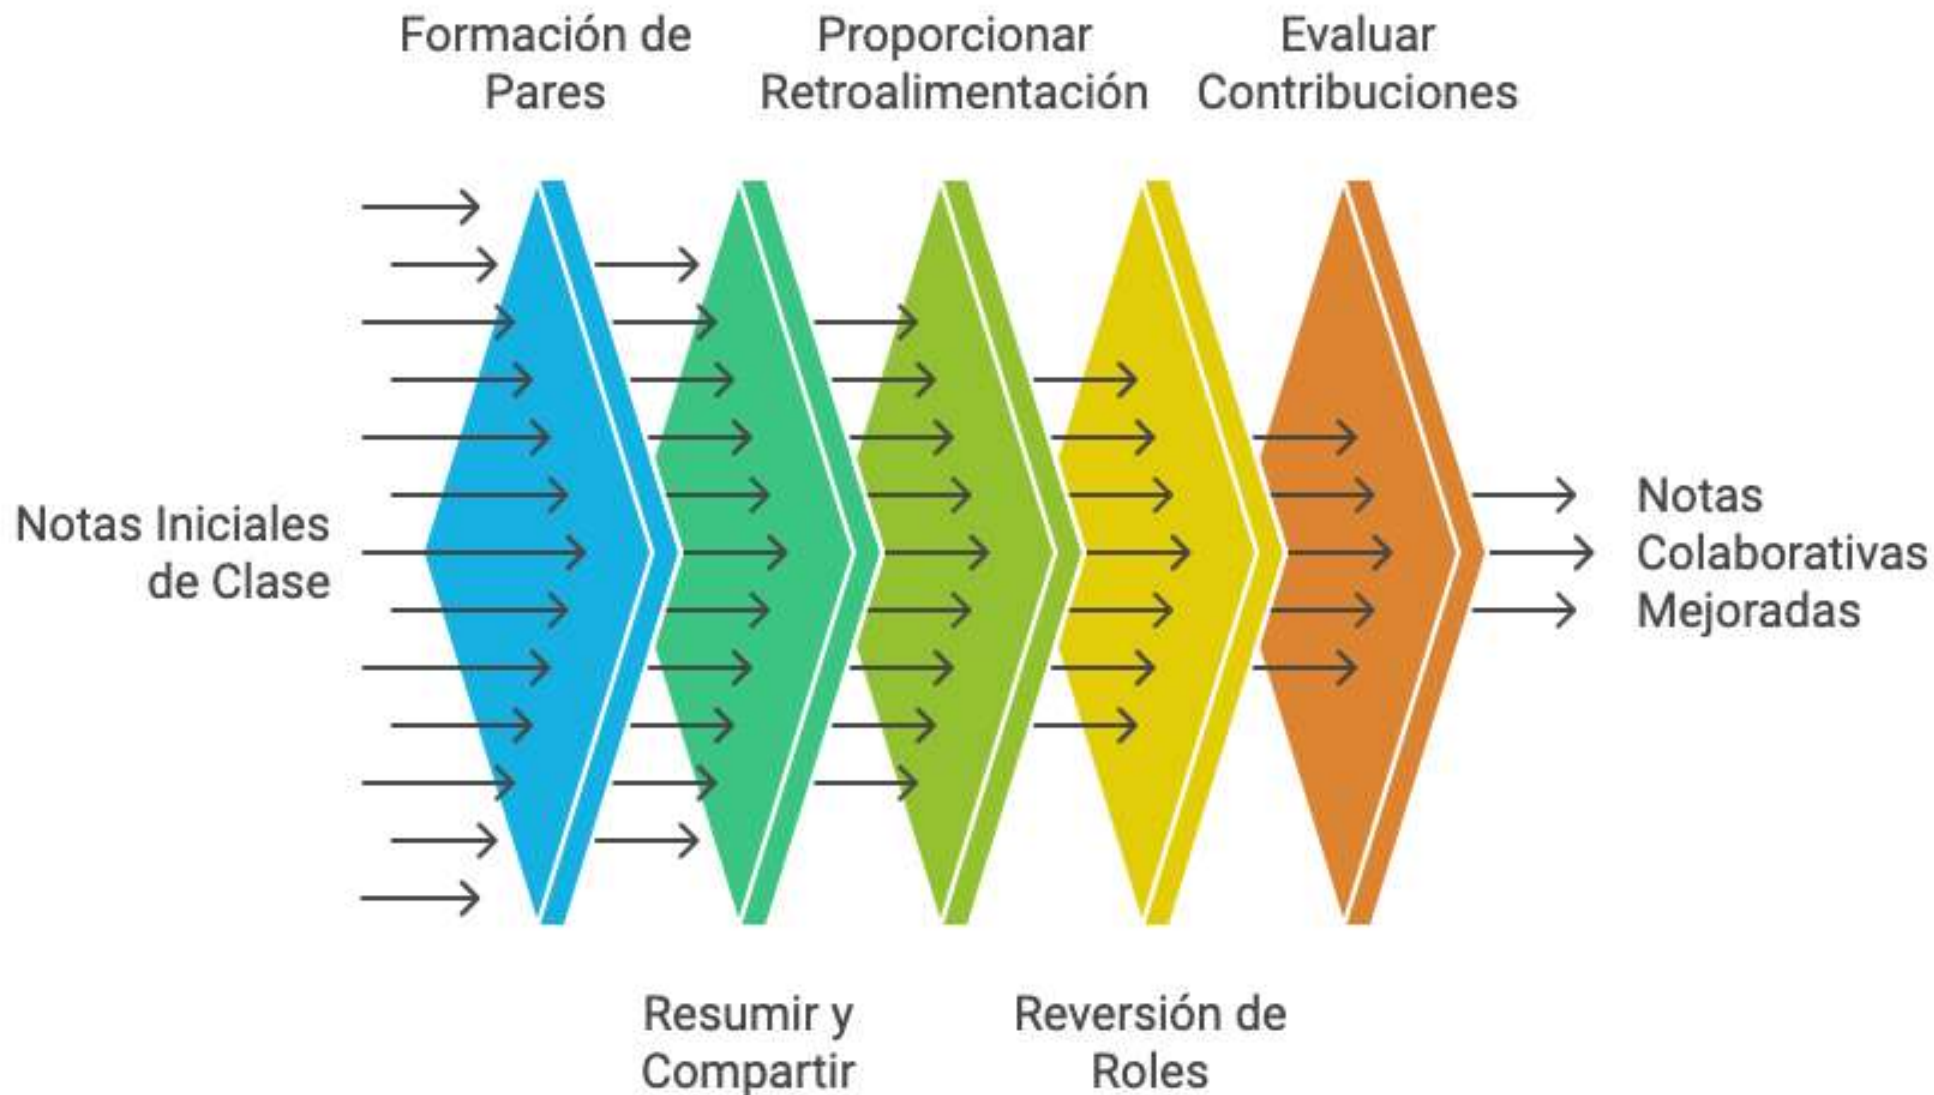 Formación de
Pares
Proporcionar
Retroalimentación
Evaluar
Contribuciones
Notas Iniciales
de Clase
Notas
Colaborativas
Mejoradas
Resumir y
Compartir
Reversión de
Roles